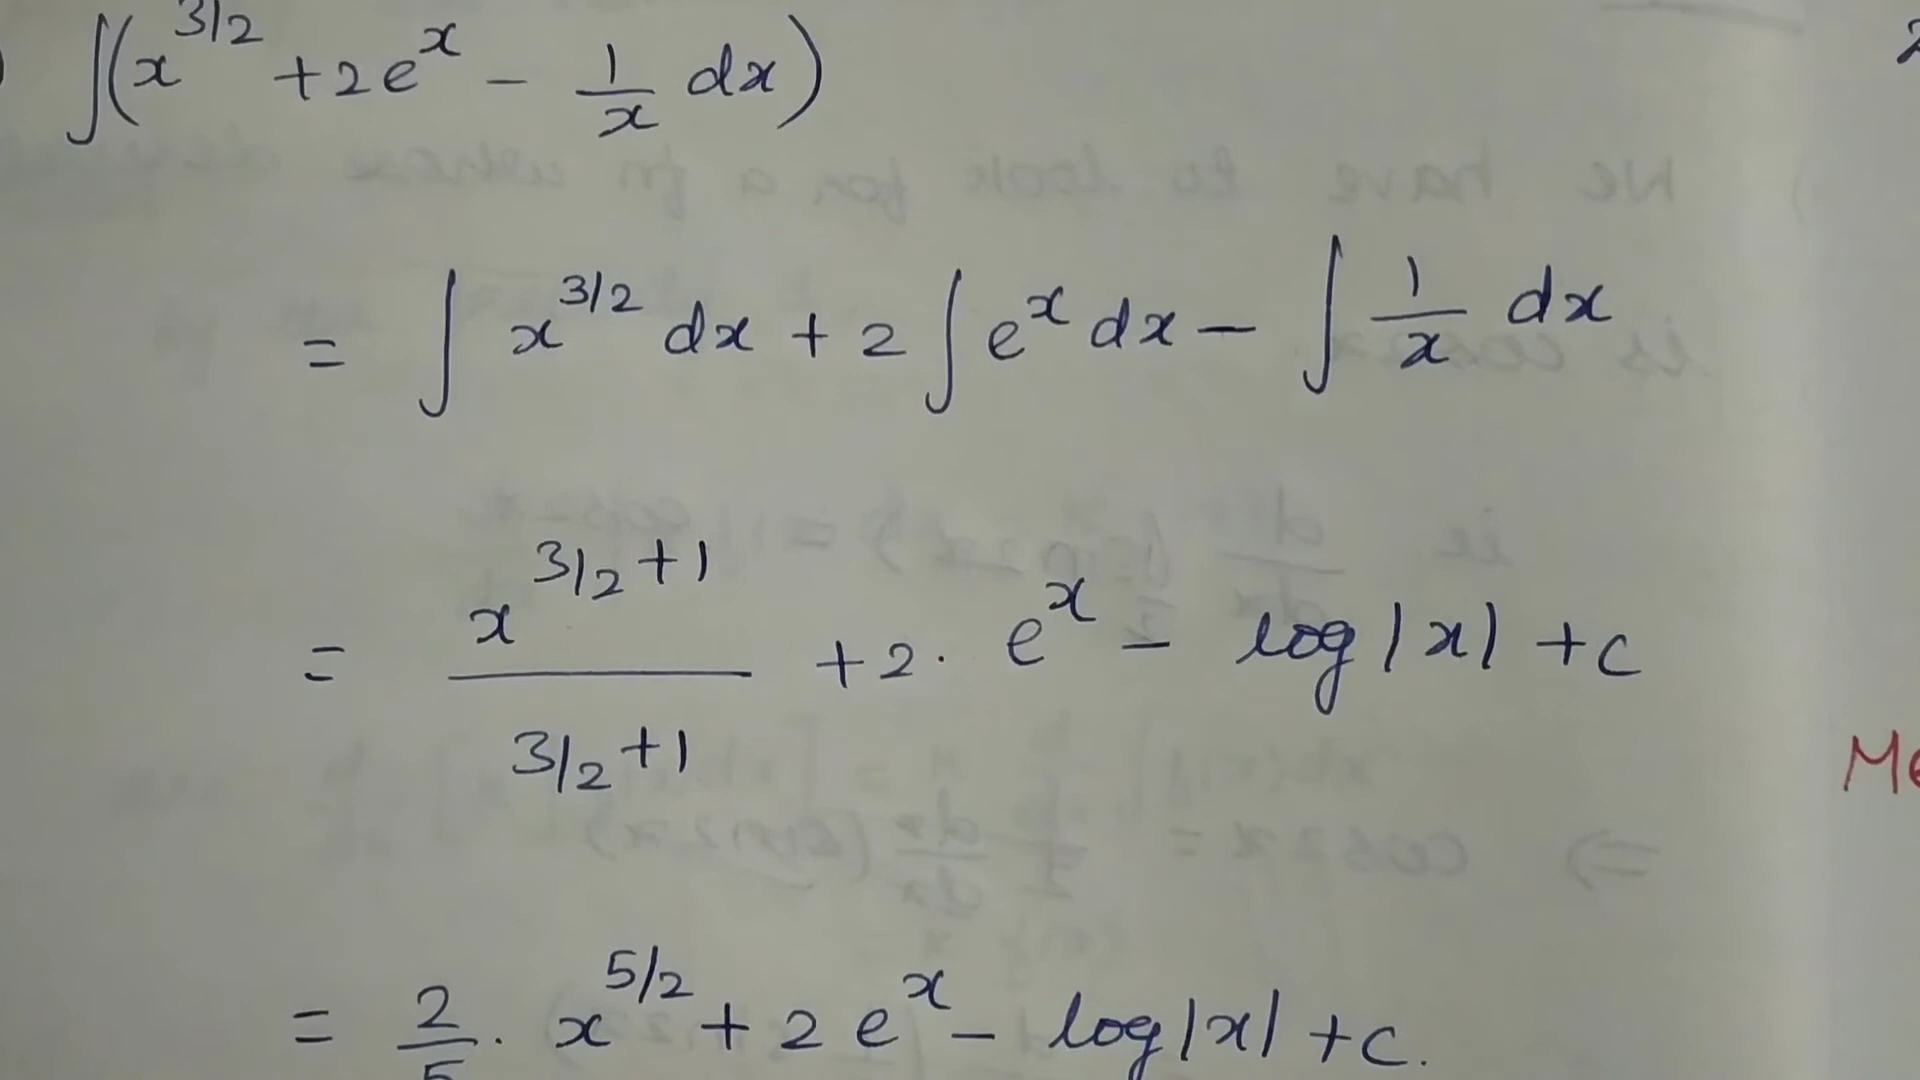 ∫(x^{3/2} + 2e^x - 1/x dx)
= ∫ x^{3/2} dx + 2 ∫ e^x dx - ∫ 1/x dx
= x^{3/2+1} / (3/2+1) + 2. e^x - log|x| + c
= 2/5 . x^{5/2} + 2 e^x - log|x| + c.